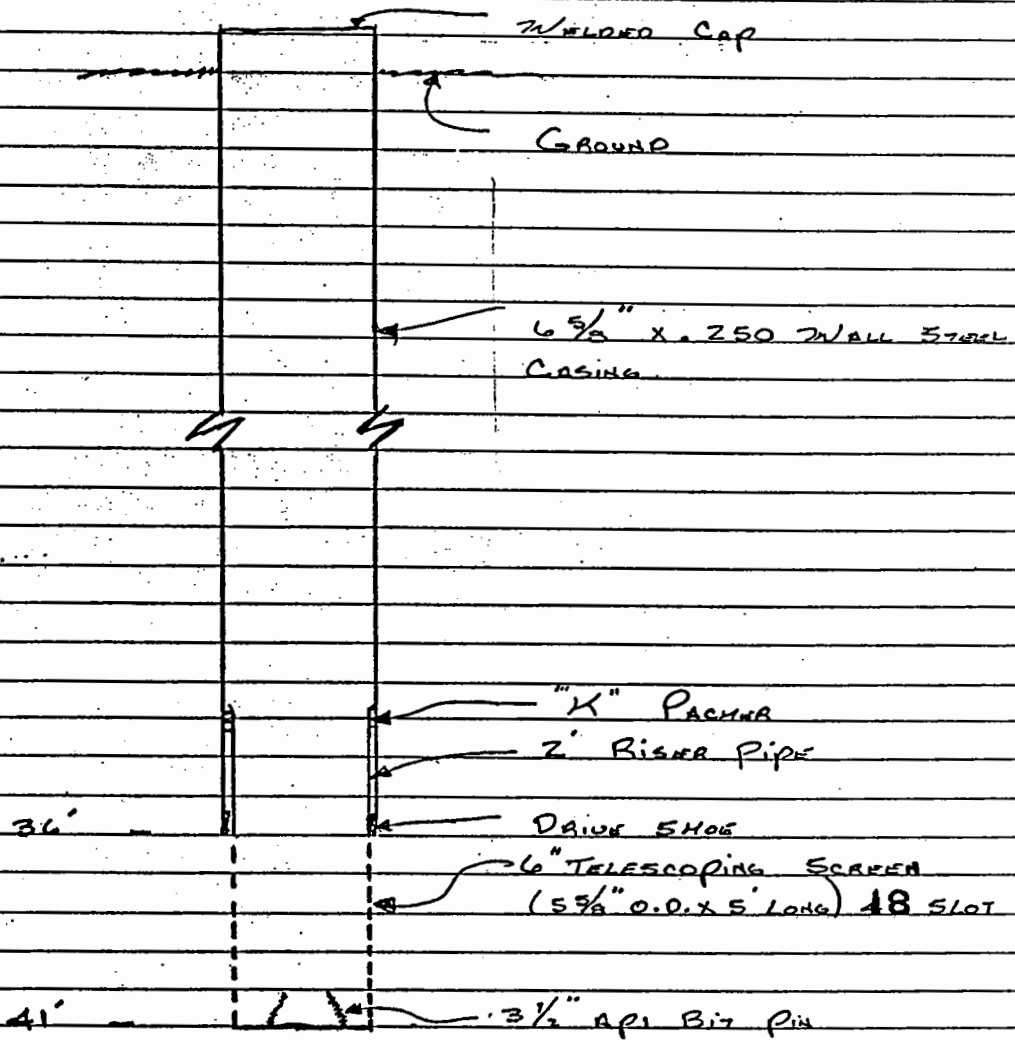 WELDED CAP
GROUND
6 5/8" X .250 WALL STEEL
CASING
"K" PACKER
2' RISER PIPE
36'
DRIVE SHOE
6" TELESCOPING SCREEN
(5 5/8" O.D. X 5' LONG) 18 SLOT
41'
3 1/2" API BIT PIN